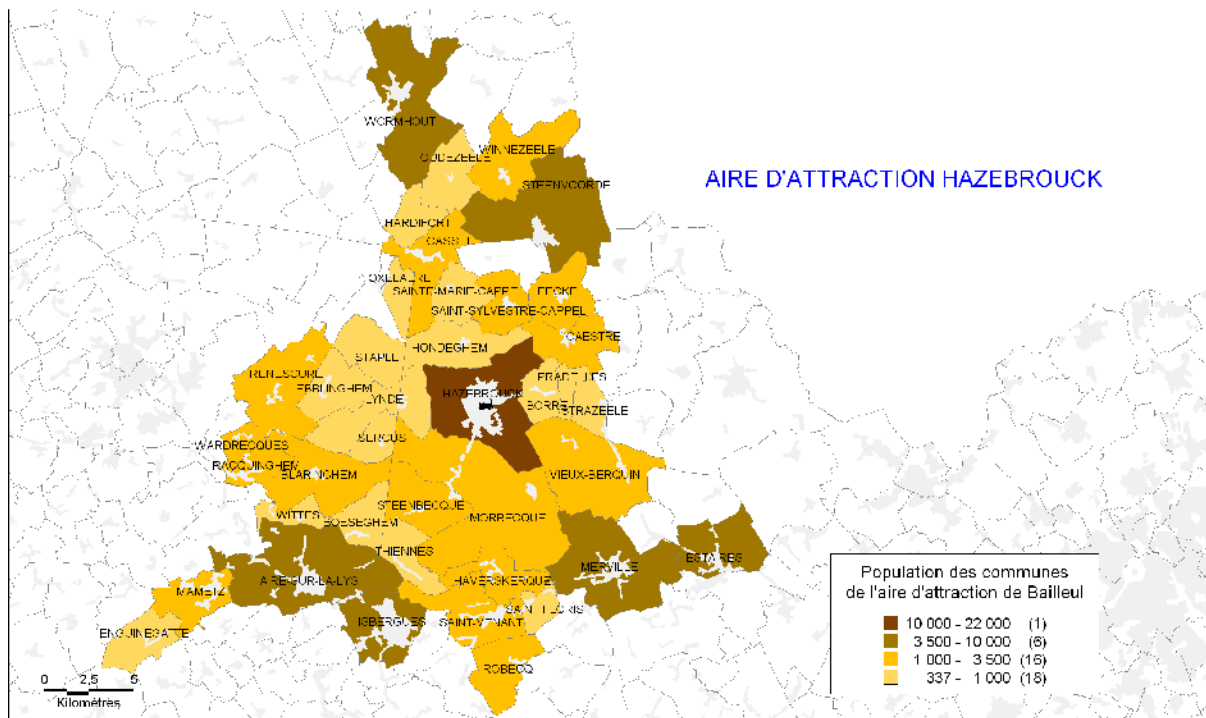 WORMHOUT
OUDEZEELE
WINNEZEELE
STEENVOORDE
AIRE D'ATTRACTION HAZEBROUCK
HARDIFORT
CASSEL
OXELAERE
SAINTE-MARIE-CAPPEL
EECKE
SAINT-SYLVESTRE-CAPPEL
CAESTRE
HONDEGHEM
STAPLE
RENESCURE
EBBLINGHEM
PRADELLES
HAZEBROUCK
LYNDE
BORRE
STRAZEELE
SERCUS
WARDRECQUES
RACQUINGHEM
BLARINGHEM
VIEUX-BERQUIN
STEENBECQUE
WITTES
BOESEGHEM
MORBECQUE
THIENNES
ESTAIRES
MERVILLE
AIRE-SUR-LA-LYS
HAVERSKERQUE
MAMETZ
SAINT-FLORIS
ISBERGUES
SAINT-VENANT
ENGUINEGATTE
ROBECQ
Population des communes
de l'aire d'attraction de Bailleul
10 000 - 22 000 (1)
3 500 - 10 000 (6)
1 000 - 3 500 (16)
337 - 1 000 (18)
0 2,5 5
Kilomètres